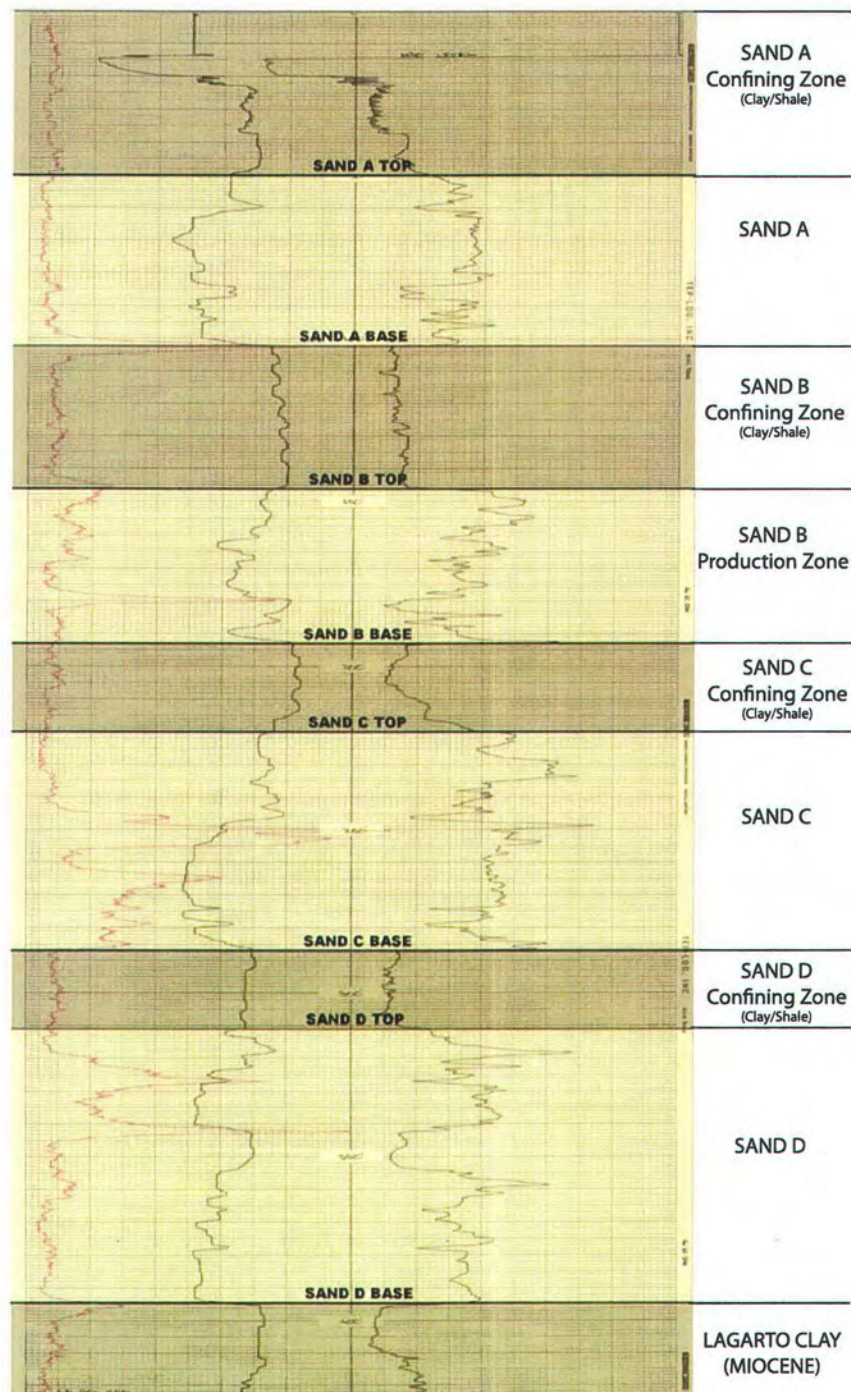 SAND A
Confining Zone
(Clay/Shale)
SAND A TOP
SAND A
SAND A BASE
SAND B
Confining Zone
(Clay/Shale)
SAND B TOP
SAND B
Production Zone
SAND B BASE
SAND C
Confining Zone
(Clay/Shale)
SAND C TOP
SAND C
SAND C BASE
SAND D
Confining Zone
(Clay/Shale)
SAND D TOP
SAND D
SAND D BASE
LAGARTO CLAY
(MIOCENE)